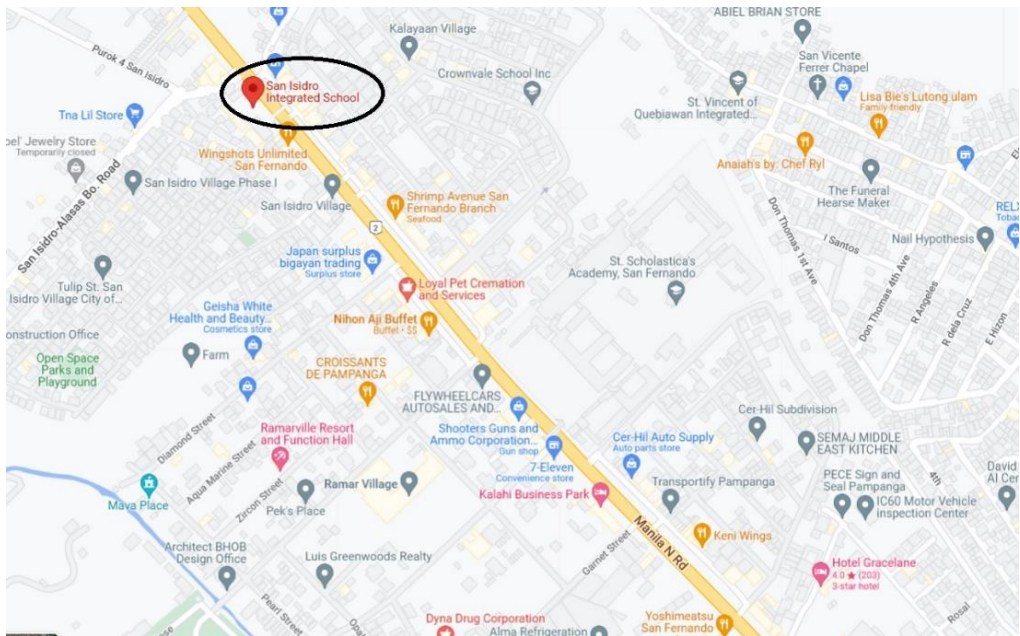 ABIEL BRIAN STORE
Kalayaan Village
Purok 4 San Isidro
San Vicente
Ferrer Chapel
Crownvale School Inc
San Isidro
Integrated School
St. Vincent of
Quebiawan Integrated...
Lisa Bie's Lutong ulam
Family-friendly
Tna Lil Store
Jewelry Store
Temporarily closed
Wingshots Unlimited
San Fernando
Anaiah's by: Chef Ryl
San Isidro Village Phase I
The Funeral
Hearse Maker
San Isidro Village
Shrimp Avenue San
Fernando Branch
Seafood
RELX
2
San Isidro-Alasas Bo. Road
I Santos
Nail Hypothesis
Don Thomas 1st Ave
Don Thomas 4th Ave
Japan surplus
bigayan trading
Surplus store
St. Scholastica's
Academy, San Fernando
Tulip St. San
Isidro Village City of...
Loyal Pet Cremation
and Services
R Angeles
R dela Cruz
E Hizon
Geisha White
Health and Beauty...
Cosmetics store
Nihon Aji Buffet
Buffet • $$
onstruction Office
Farm
Open Space
Parks and
Playground
CROISSANTS
DE PAMPANGA
FLYWHEELCARS
AUTOSALES AND...
Cer-Hil Subdivision
Diamond Street
Ramarville Resort
and Function Hall
Shooters Guns and
Ammo Corporation...
Gun shop
Cer-Hil Auto Supply
Auto parts store
SEMAJ MIDDLE
EAST KITCHEN
Aqua Marine Street
7-Eleven
Convenience store
4th
David
Ramar Village
Transportify Pampanga
PECE Sign and
Seal Pampanga
Zircon Street
Kalahi Business Park
IC60 Motor Vehicle
inspection Center
Mava Place
Pek's Place
Manila N Rd
Keni Wings
Architect BHOB
Design Office
Luis Greenwoods Realty
Garnet Street
Hotel Gracelane
4.0 ★ (203)
3-star hotel
Pearl Street
Rosal
Dyna Drug Corporation
Alma Refrigeration
Yoshimeatsu
San Fernando